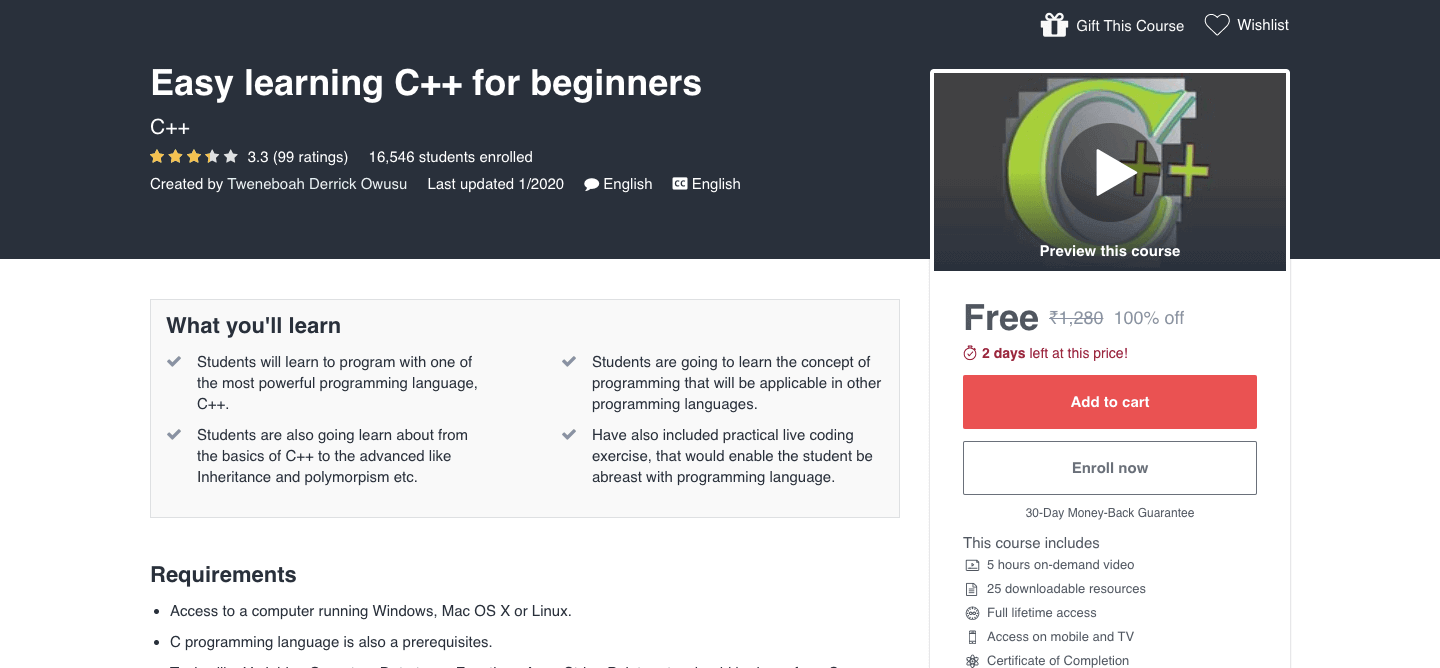 Gift This Course Wishlist
Easy learning C++ for beginners
C++
3.3 (99 ratings) 16,546 students enrolled
Created by Tweneboah Derrick Owusu Last updated 1/2020 English CC English
C++
Preview this course
What you'll learn
Students will learn to program with one of
the most powerful programming language,
C++.
Students are also going learn about from
the basics of C++ to the advanced like
Inheritance and polymorpism etc.
Students are going to learn the concept of
programming that will be applicable in other
programming languages.
Have also included practical live coding
exercise, that would enable the student be
abreast with programming language.
Requirements
Access to a computer running Windows, Mac OS X or Linux.
C programming language is also a prerequisites.
Free ₹1,280 100% off
2 days left at this price!
Add to cart
Enroll now
30-Day Money-Back Guarantee
This course includes
5 hours on-demand video
25 downloadable resources
Full lifetime access
Access on mobile and TV
Certificate of Completion